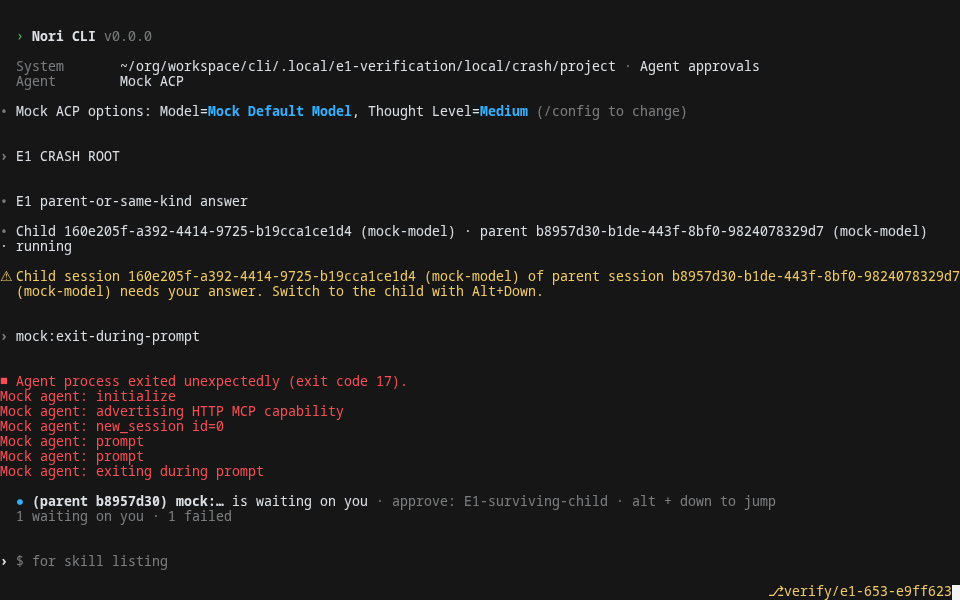 › Nori CLI v0.0.0
System ~/org/workspace/cli/.local/e1-verification/local/crash/project · Agent approvals
Agent Mock ACP
• Mock ACP options: Model=Mock Default Model, Thought Level=Medium (/config to change)
› E1 CRASH ROOT
• E1 parent-or-same-kind answer
• Child 160e205f-a392-4414-9725-b19cca1ce1d4 (mock-model) · parent b8957d30-b1de-443f-8bf0-9824078329d7 (mock-model)
· running
⚠ Child session 160e205f-a392-4414-9725-b19cca1ce1d4 (mock-model) of parent session b8957d30-b1de-443f-8bf0-9824078329d7
(mock-model) needs your answer. Switch to the child with Alt+Down.
› mock:exit-during-prompt
■ Agent process exited unexpectedly (exit code 17).
Mock agent: initialize
Mock agent: advertising HTTP MCP capability
Mock agent: new_session id=0
Mock agent: prompt
Mock agent: prompt
Mock agent: exiting during prompt
● (parent b8957d30) mock:… is waiting on you · approve: E1-surviving-child · alt + down to jump
1 waiting on you · 1 failed
› $ for skill listing
⎇verify/e1-653-e9ff623